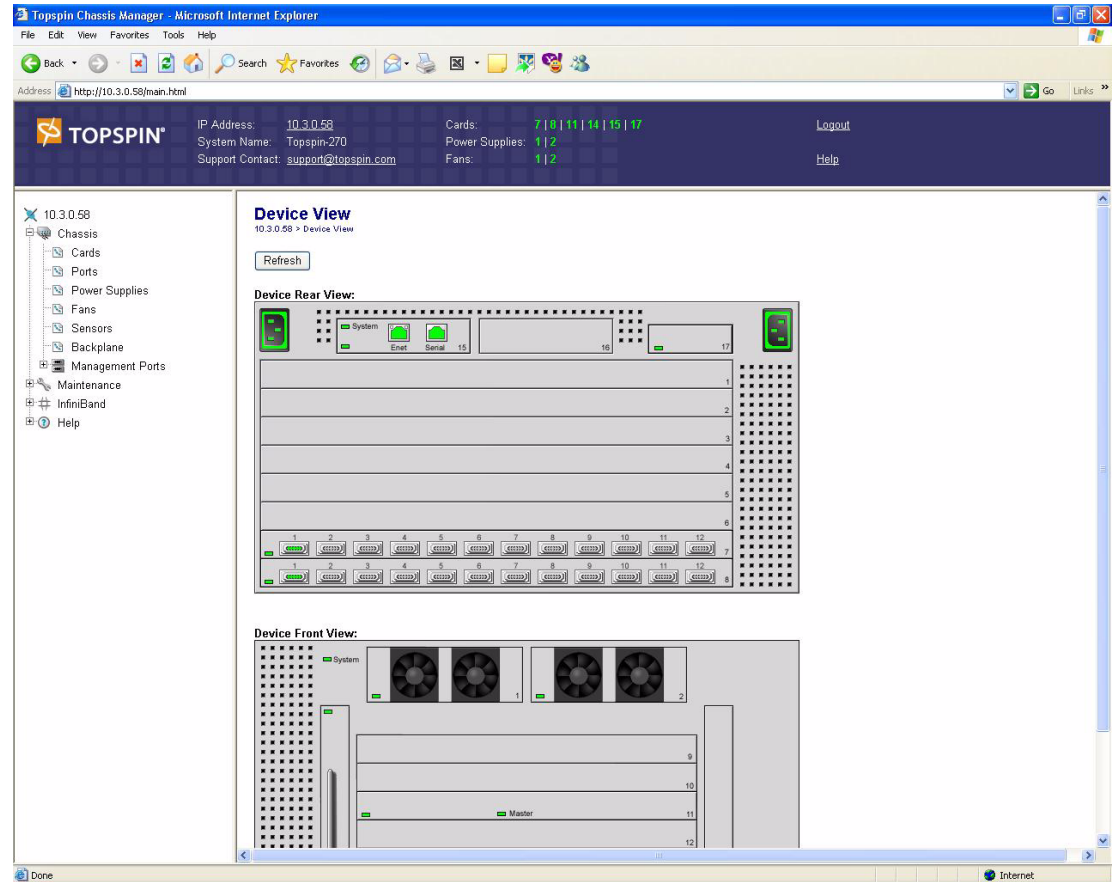 Topspin Chassis Manager - Microsoft Internet Explorer
File Edit View Favorites Tools Help
Back Search Favorites
Address http://10.3.0.58/main.html Go Links »
TOPSPIN®
IP Address: 10.3.0.58 Cards: 7 | 8 | 11 | 14 | 15 | 17 Logout
System Name: Topspin-270 Power Supplies: 1 | 2
Support Contact: support@topspin.com Fans: 1 | 2 Help
10.3.0.58
Chassis
Cards
Ports
Power Supplies
Fans
Sensors
Backplane
Management Ports
Maintenance
InfiniBand
Help
Device View
10.3.0.58 > Device View
Refresh
Device Rear View:
System
Enet Serial 15 16 17
1
2
3
4
5
6
1 2 3 4 5 6 7 8 9 10 11 12
7
1 2 3 4 5 6 7 8 9 10 11 12
8
Device Front View:
System
1 2
9
10
Master 11
12
Done Internet